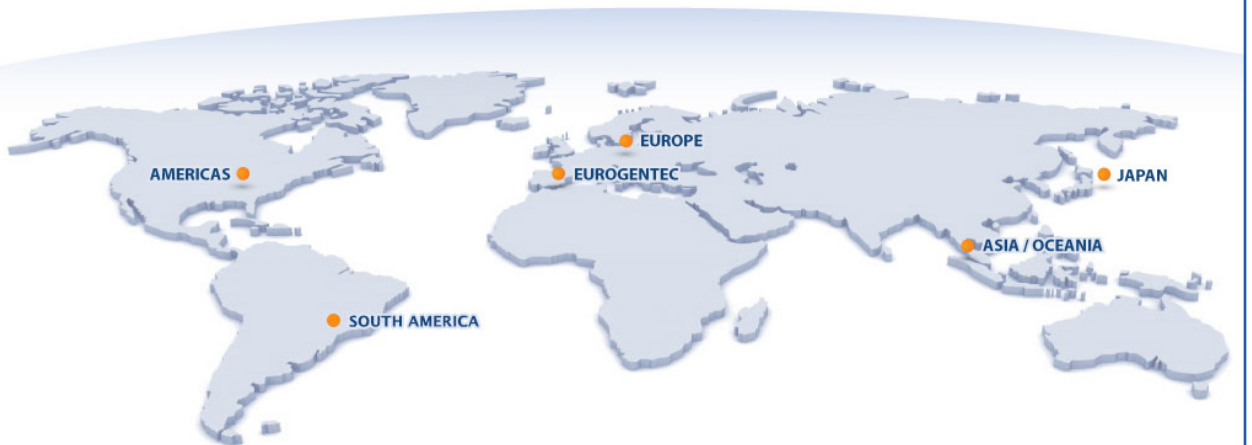 EUROPE
AMERICAS
EUROGENTEC
JAPAN
ASIA / OCEANIA
SOUTH AMERICA